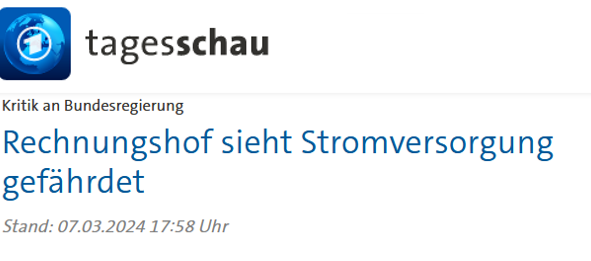 tagesschau
Kritik an Bundesregierung
Rechnungshof sieht Stromversorgung
gefährdet
Stand: 07.03.2024 17:58 Uhr